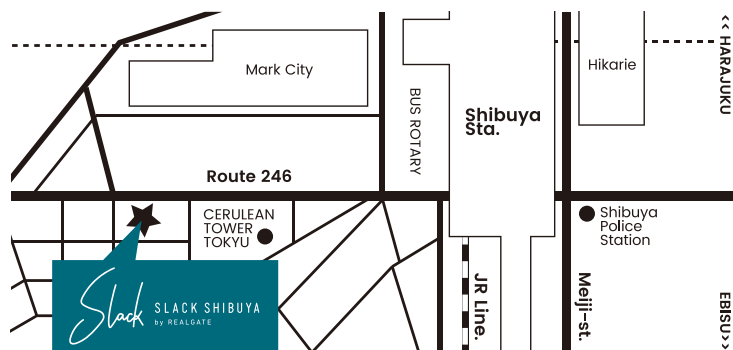 << HARAJUKU
Mark City
Hikarie
BUS ROTARY
Shibuya
Sta.
Route 246
CERULEAN
TOWER
TOKYU
Shibuya
Police
Station
Slack
SLACK SHIBUYA
by REALGATE
JR Line.
Meiji-st.
EBISU>>